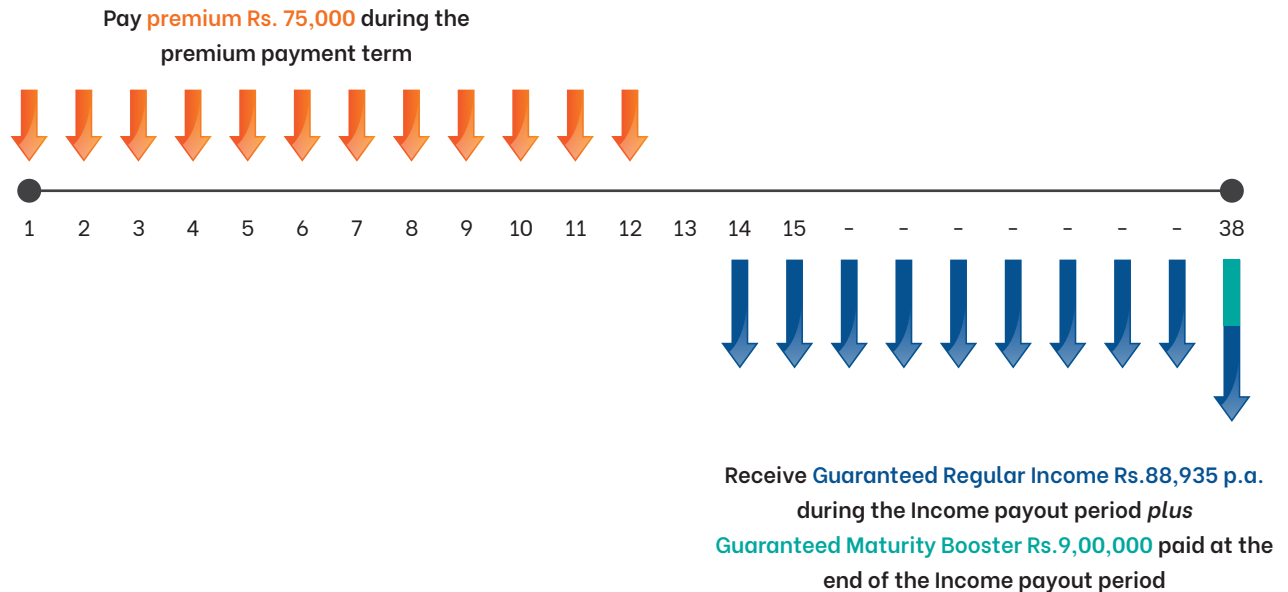 Pay premium Rs. 75,000 during the
premium payment term
1 2 3 4 5 6 7 8 9 10 11 12 13 14 15 - - - - - - - 38
Receive Guaranteed Regular Income Rs.88,935 p.a.
during the Income payout period plus
Guaranteed Maturity Booster Rs.9,00,000 paid at the
end of the Income payout period